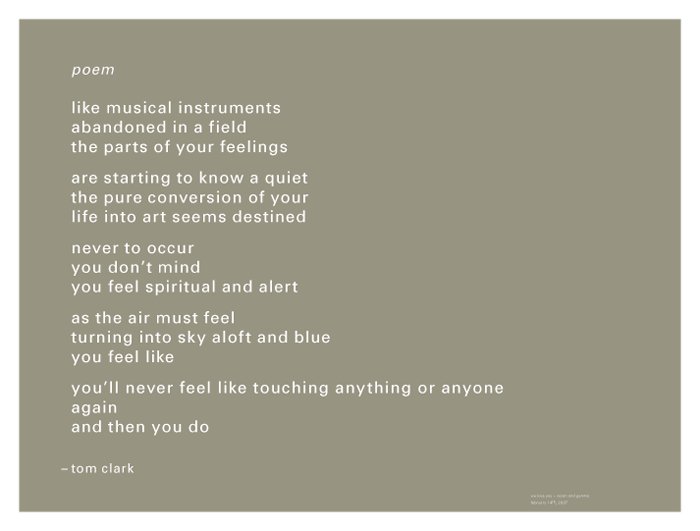 poem
like musical instruments
abandoned in a field
the parts of your feelings
are starting to know a quiet
the pure conversion of your
life into art seems destined
never to occur
you don’t mind
you feel spiritual and alert
as the air must feel
turning into sky aloft and blue
you feel like
you’ll never feel like touching anything or anyone
again
and then you do
– tom clark